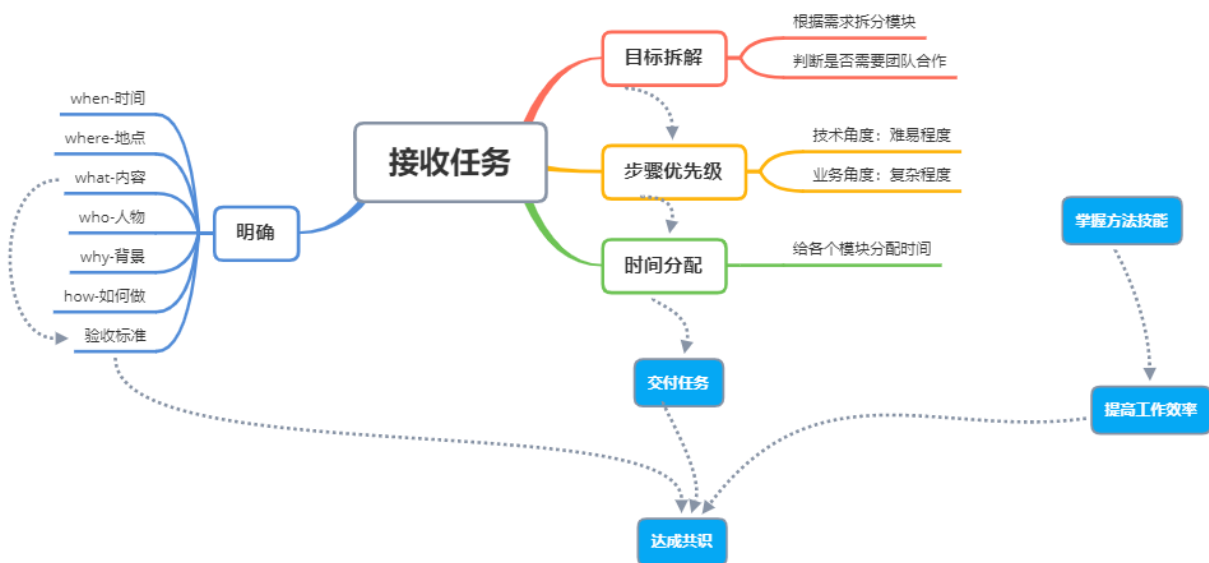 接收任务
明确
when-时间
where-地点
what-内容
who-人物
why-背景
how-如何做
验收标准
目标拆解
根据需求拆分模块
判断是否需要团队合作
步骤优先级
技术角度：难易程度
业务角度：复杂程度
时间分配
给各个模块分配时间
交付任务
掌握方法技能
提高工作效率
达成共识